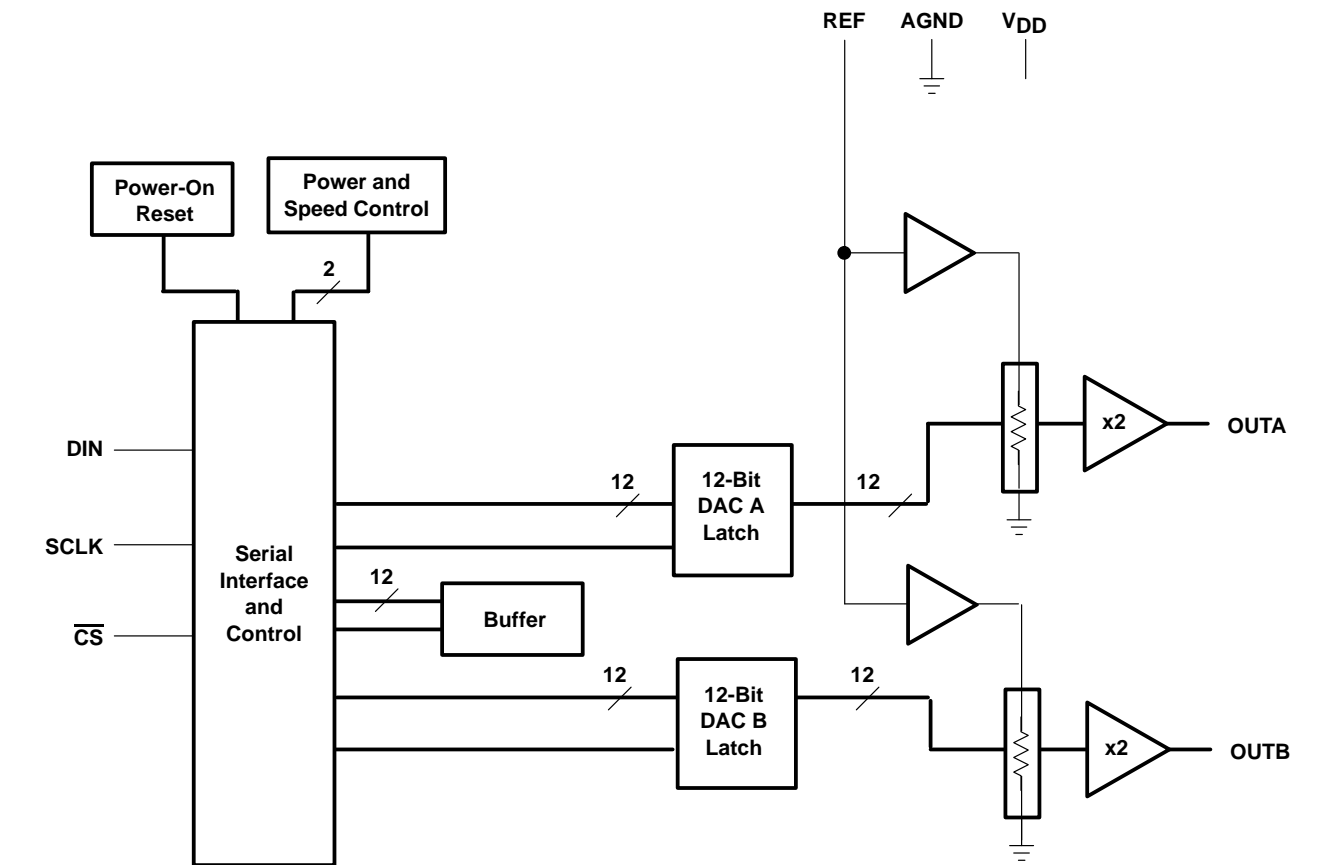 REF AGND VDD
Power-On
Reset
Power and
Speed Control
2
x2
OUTA
DIN
12
12-Bit
DAC A
Latch
12
SCLK
Serial
Interface
and
Control
12
Buffer
CS
12
12-Bit
DAC B
Latch
12
x2
OUTB